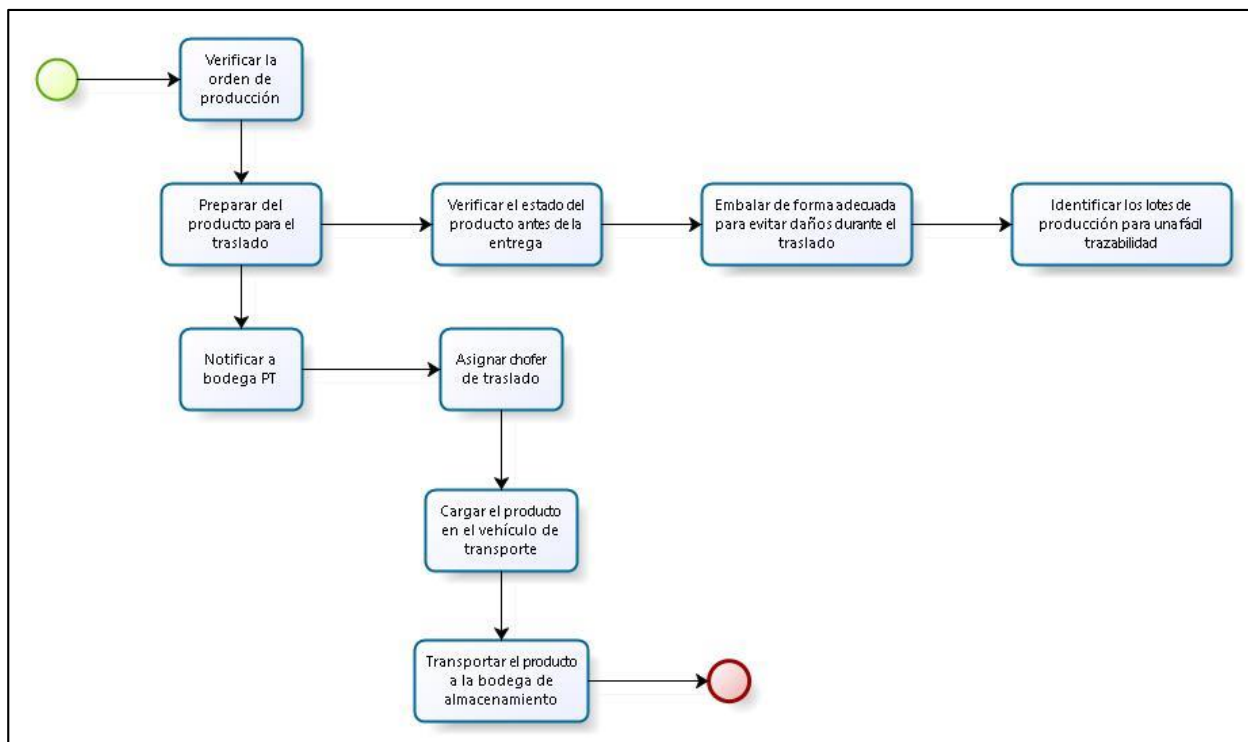 Verificar la
orden de
producción
Preparar del
producto para el
traslado
Verificar el estado del
producto antes de la
entrega
Embalar de forma adecuada
para evitar daños durante el
traslado
Identificar los lotes de
producción para una fácil
trazabilidad
Notificar a
bodega PT
Asignar chofer
de traslado
Cargar el producto
en el vehículo de
transporte
Transportar el producto
a la bodega de
almacenamiento